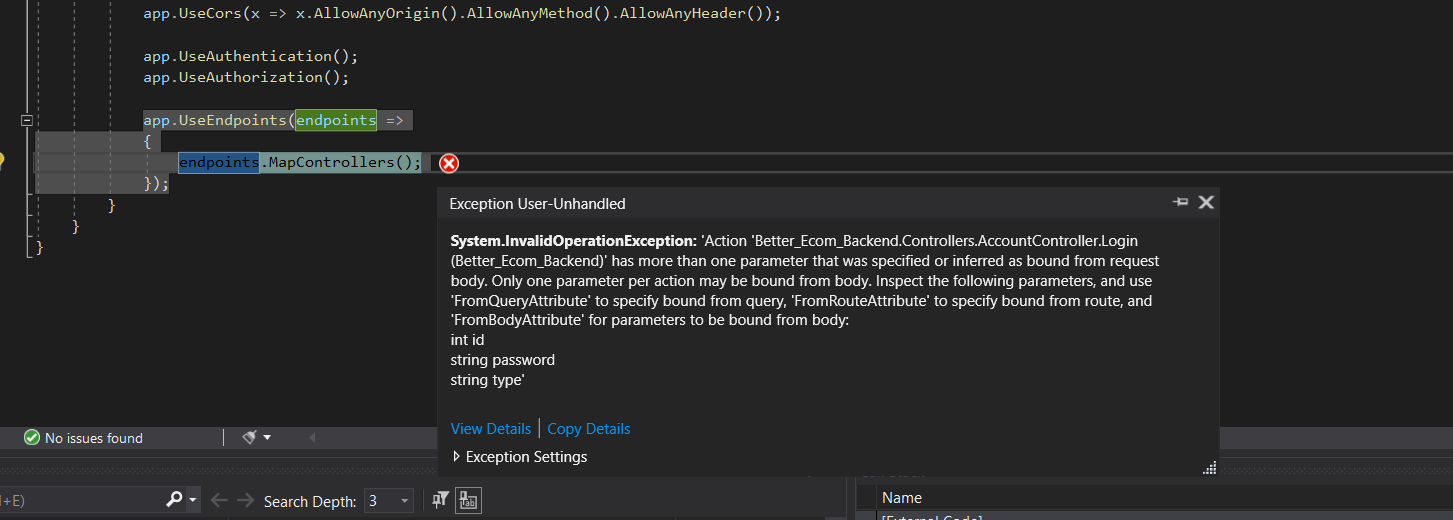 app.UseCors(x => x.AllowAnyOrigin().AllowAnyMethod().AllowAnyHeader());
app.UseAuthentication();
app.UseAuthorization();
app.UseEndpoints(endpoints =>
{
endpoints.MapControllers();
});
}
}
}
Exception User-Unhandled
System.InvalidOperationException: 'Action 'Better_Ecom_Backend.Controllers.AccountController.Login
(Better_Ecom_Backend)' has more than one parameter that was specified or inferred as bound from request
body. Only one parameter per action may be bound from body. Inspect the following parameters, and use
'FromQueryAttribute' to specify bound from query, 'FromRouteAttribute' to specify bound from route, and
'FromBodyAttribute' for parameters to be bound from body:
int id
string password
string type'
View Details | Copy Details
Exception Settings
No issues found
+E)
Search Depth: 3
Name
[External Code]